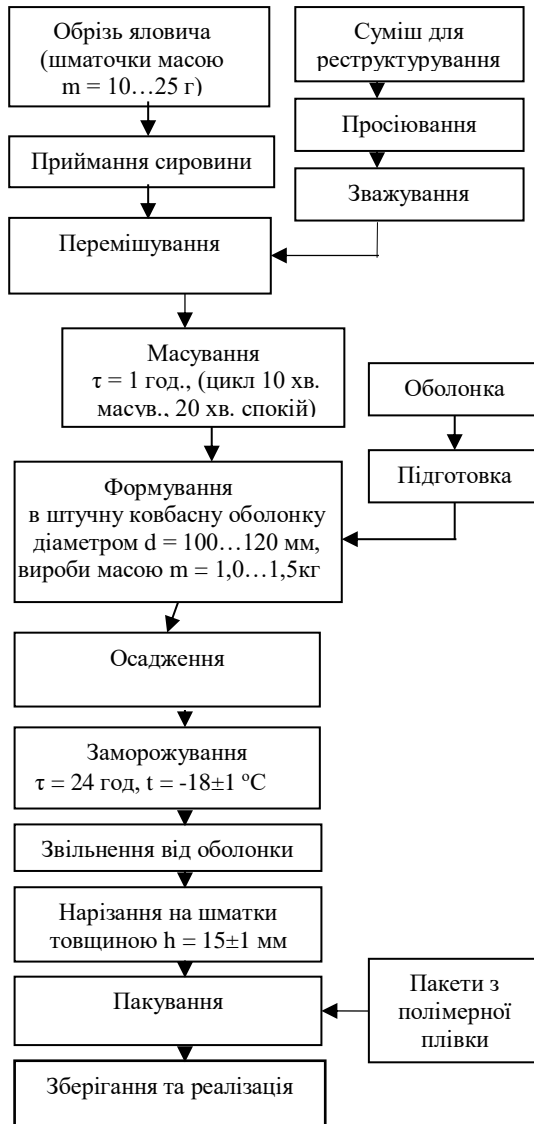 Обрізь яловича
(шматочки масою
m = 10…25 г)
Суміш для
реструктурування
Просіювання
Приймання сировини
Зважування
Перемішування
Масування
τ = 1 год., (цикл 10 хв.
масув., 20 хв. спокій)
Оболонка
Підготовка
Формування
в штучну ковбасну оболонку
діаметром d = 100…120 мм,
вироби масою m = 1,0…1,5кг
Осадження
Заморожування
τ = 24 год, t = -18±1 ºС
Звільнення від оболонки
Нарізання на шматки
товщиною h = 15±1 мм
Пакування
Пакети з
полімерної
плівки
Зберігання та реалізація